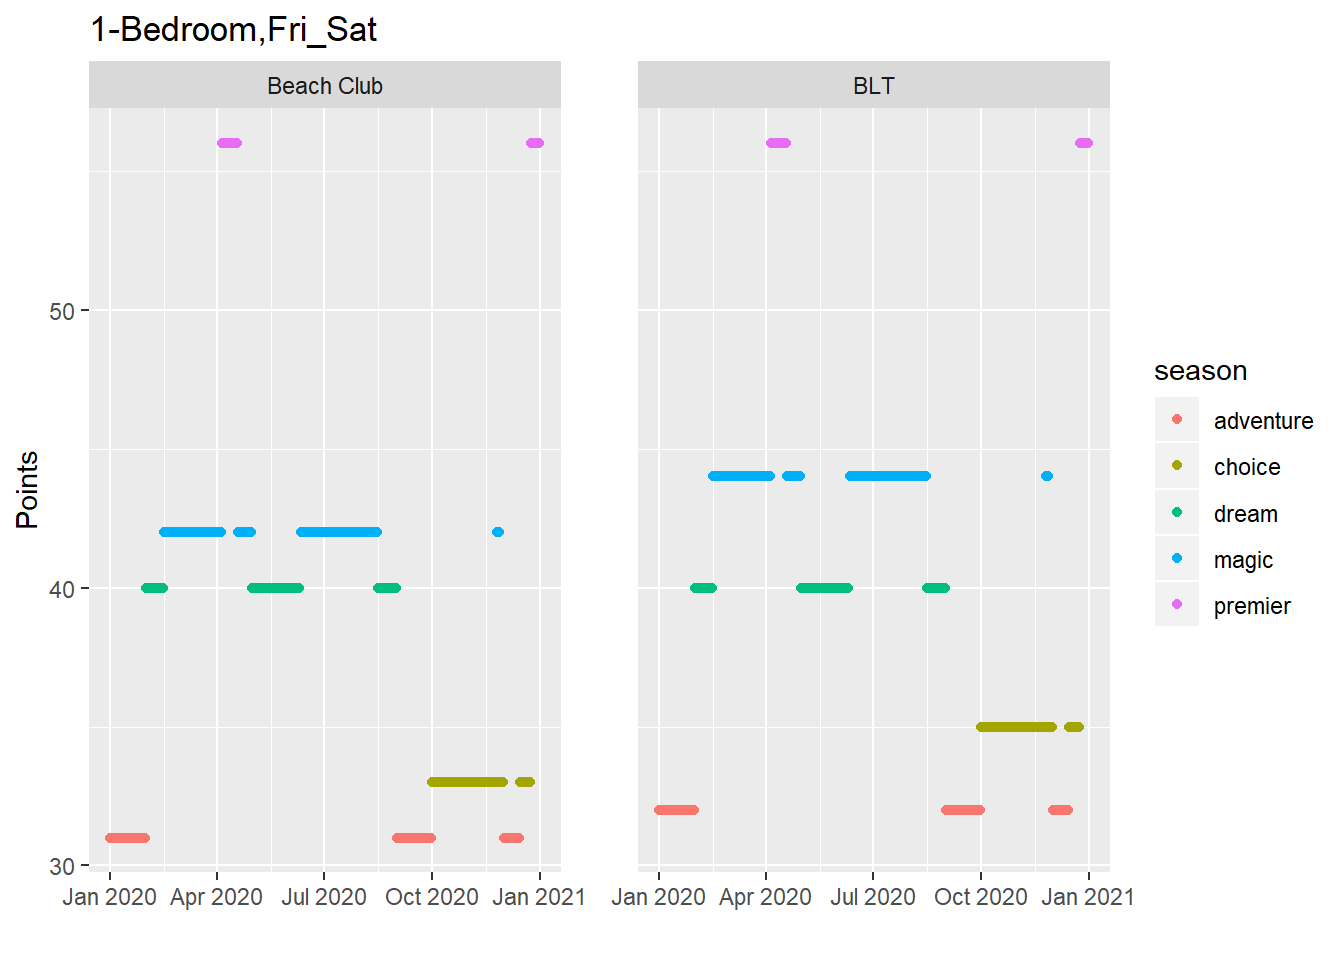 1-Bedroom,Fri_Sat
Beach Club
BLT
Points
50
40
30
Jan 2020 Apr 2020 Jul 2020 Oct 2020 Jan 2021
Jan 2020 Apr 2020 Jul 2020 Oct 2020 Jan 2021
season
adventure
choice
dream
magic
premier